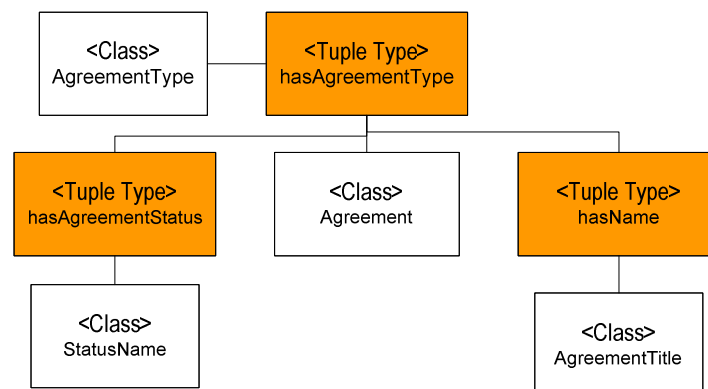 <Class>
AgreementType
<Tuple Type>
hasAgreementType
<Tuple Type>
hasAgreementStatus
<Class>
Agreement
<Tuple Type>
hasName
<Class>
StatusName
<Class>
AgreementTitle